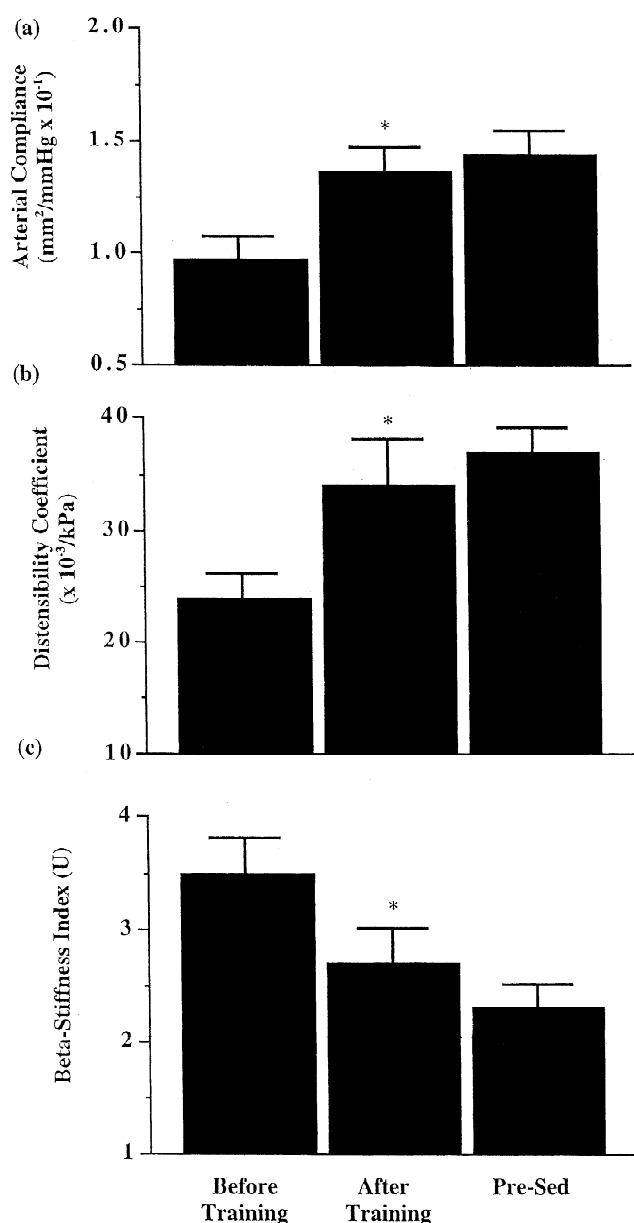 (a)
Arterial Compliance
(mm²/mmHg x 10⁻¹)
2.0
1.5
1.0
0.5
*
(b)
Distensibility Coefficient
(x 10⁻³/kPa)
40
30
20
10
*
(c)
Beta-Stiffness Index (U)
4
3
2
1
*
Before
Training
After
Training
Pre-Sed